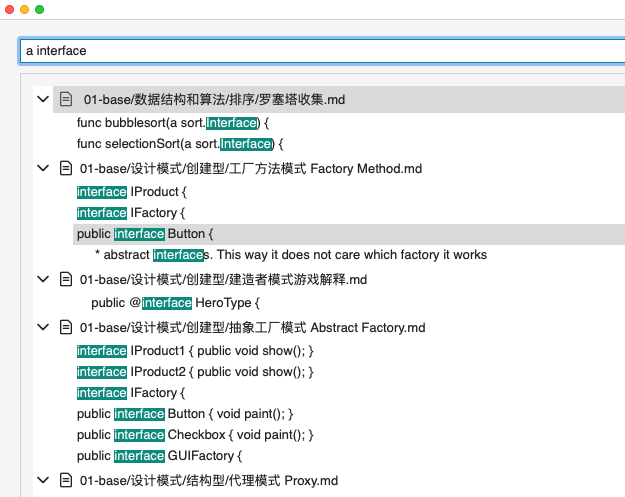 a interface
01-base/数据结构和算法/排序/罗塞塔收集.md
func bubblesort(a sort.Interface) {
func selectionSort(a sort.Interface) {
01-base/设计模式/创建型/工厂方法模式 Factory Method.md
interface IProduct {
interface IFactory {
public interface Button {
* abstract interfaces. This way it does not care which factory it works
01-base/设计模式/创建型/建造者模式游戏解释.md
public @interface HeroType {
01-base/设计模式/创建型/抽象工厂模式 Abstract Factory.md
interface IProduct1 { public void show(); }
interface IProduct2 { public void show(); }
interface IFactory {
public interface Button { void paint(); }
public interface Checkbox { void paint(); }
public interface GUIFactory {
01-base/设计模式/结构型/代理模式 Proxy.md